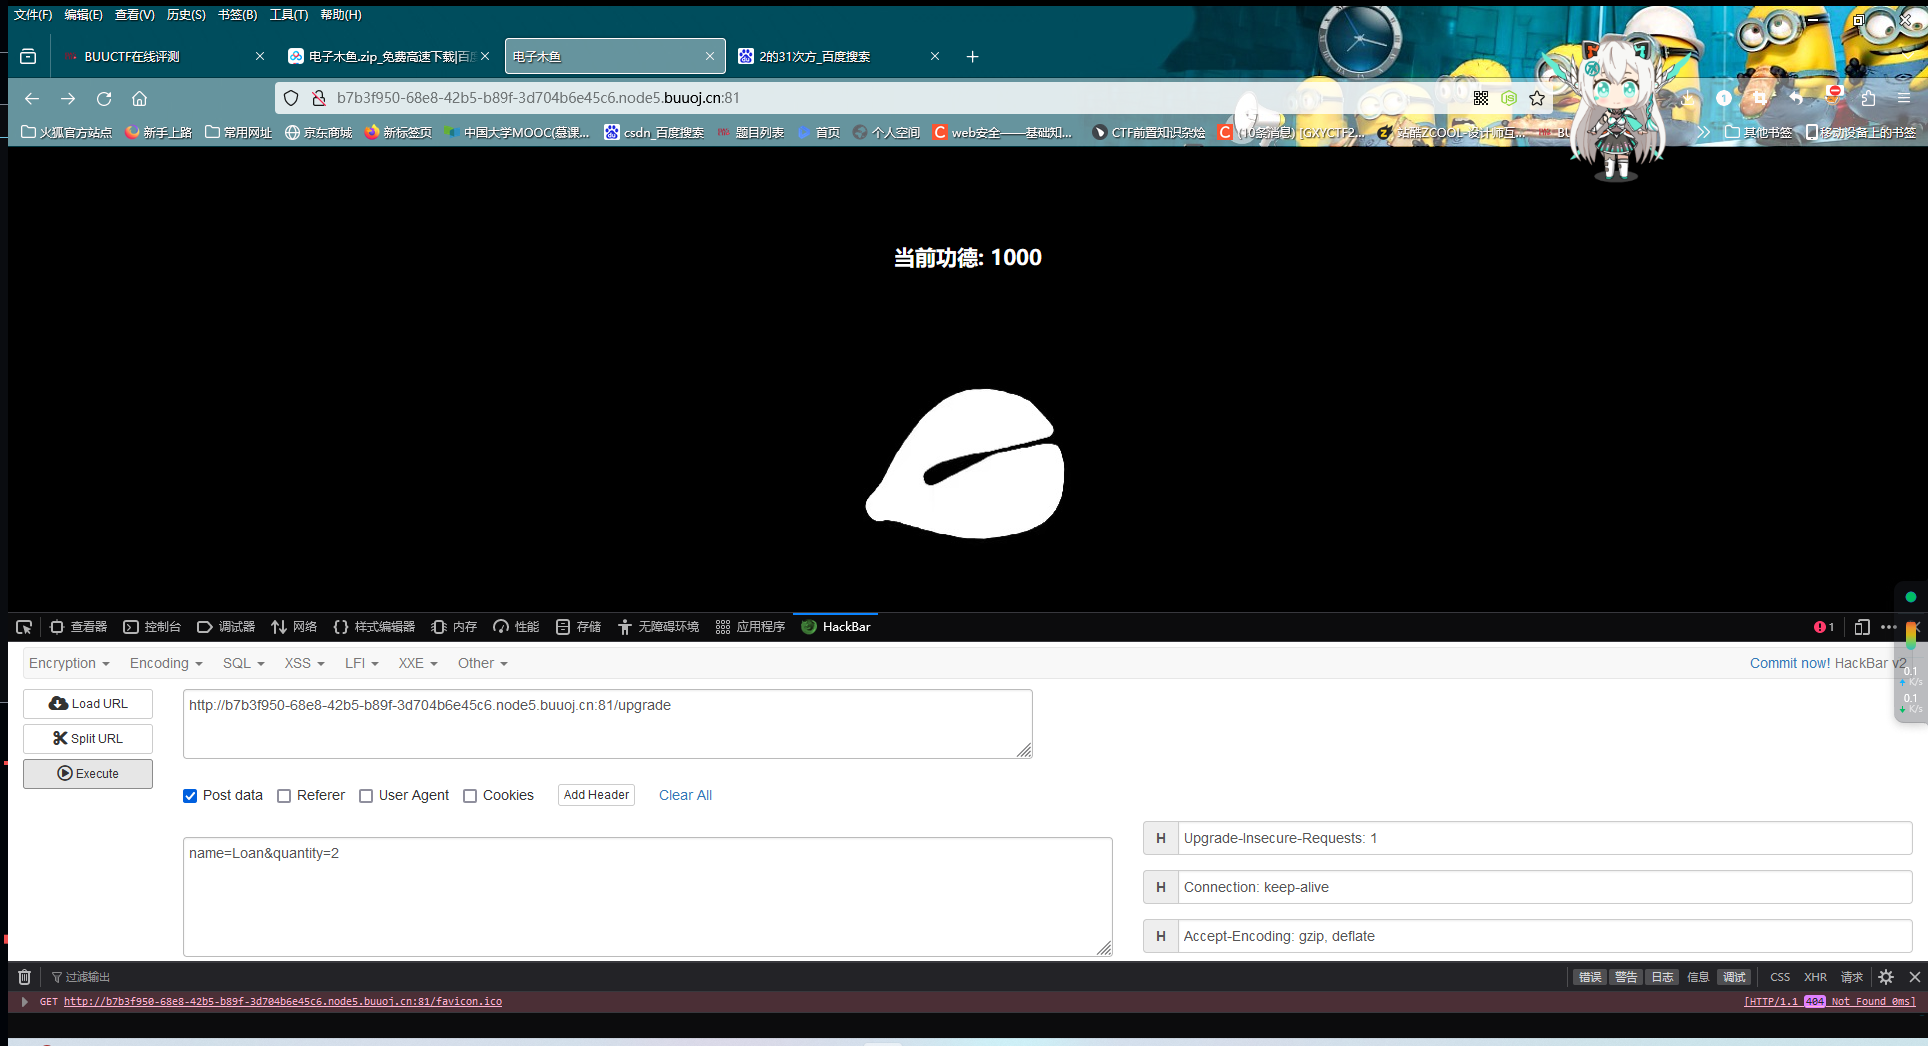 文件(F) 编辑(E) 查看(V) 历史(S) 书签(B) 工具(T) 帮助(H)
BUUCTF在线评测 电子木鱼.zip_免费高速下载|百度 电子木鱼 2的31次方_百度搜索
b7b3f950-68e8-42b5-b89f-3d704b6e45c6.node5.buuoj.cn:81
火狐官方站点 新手上路 常用网址 京东商城 新标签页 中国大学MOOC(慕课... csdn_百度搜索 题目列表 首页 个人空间 web安全——基础知... CTF前置知识杂烩 (10条消息) [GXYCTF2... 站酷ZCOOL-设计师互... BU 其他书签 移动设备上的书签
当前功德: 1000
查看器 控制台 调试器 网络 样式编辑器 内存 性能 存储 无障碍环境 应用程序 HackBar 1
Encryption Encoding SQL XSS LFI XXE Other Commit now! HackBar v2
Load URL
http://b7b3f950-68e8-42b5-b89f-3d704b6e45c6.node5.buuoj.cn:81/upgrade
Split URL
Execute
0.1
K/s
0.1
K/s
Post data Referer User Agent Cookies Add Header Clear All
name=Loan&quantity=2
H Upgrade-Insecure-Requests: 1
H Connection: keep-alive
H Accept-Encoding: gzip, deflate
过滤输出 错误 警告 日志 信息 调试 CSS XHR 请求
GET http://b7b3f950-68e8-42b5-b89f-3d704b6e45c6.node5.buuoj.cn:81/favicon.ico [HTTP/1.1 404 Not Found 0ms]